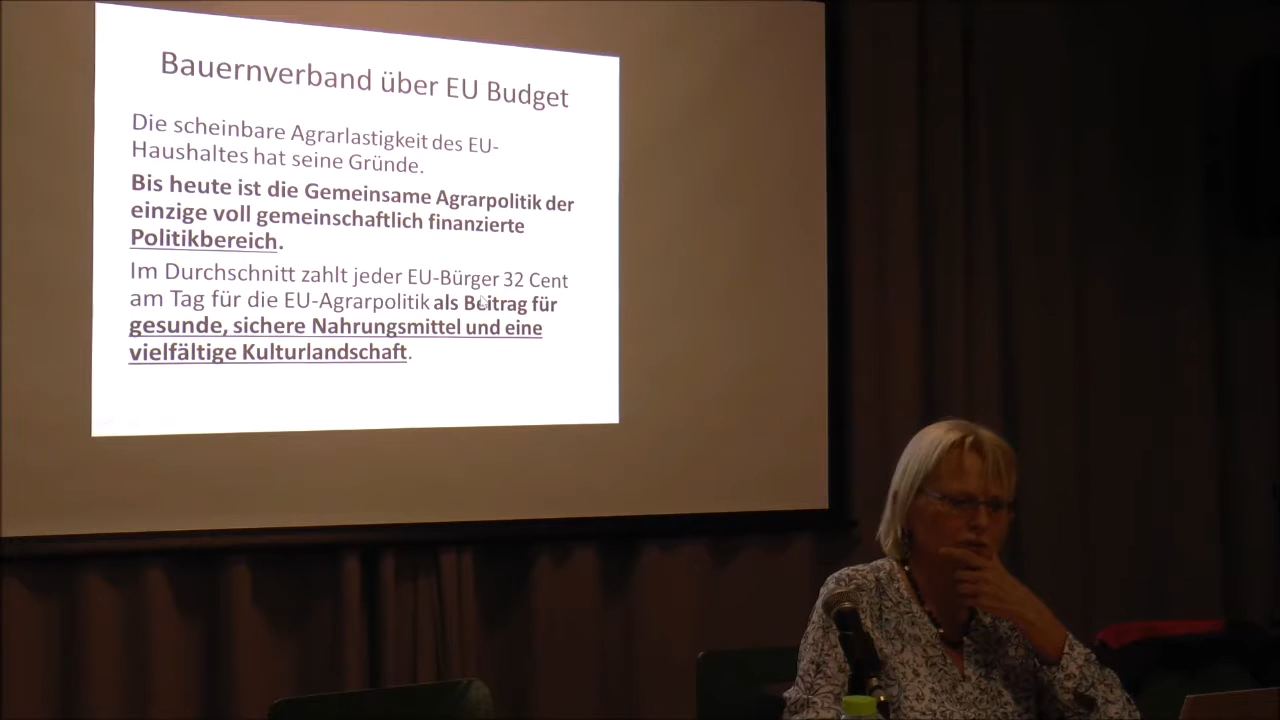 Bauernverband über EU Budget
Die scheinbare Agrarlastigkeit des EU-
Haushaltes hat seine Gründe.
Bis heute ist die Gemeinsame Agrarpolitik der
einzige voll gemeinschaftlich finanzierte
Politikbereich.
Im Durchschnitt zahlt jeder EU-Bürger 32 Cent
am Tag für die EU-Agrarpolitik als Beitrag für
gesunde, sichere Nahrungsmittel und eine
vielfältige Kulturlandschaft.